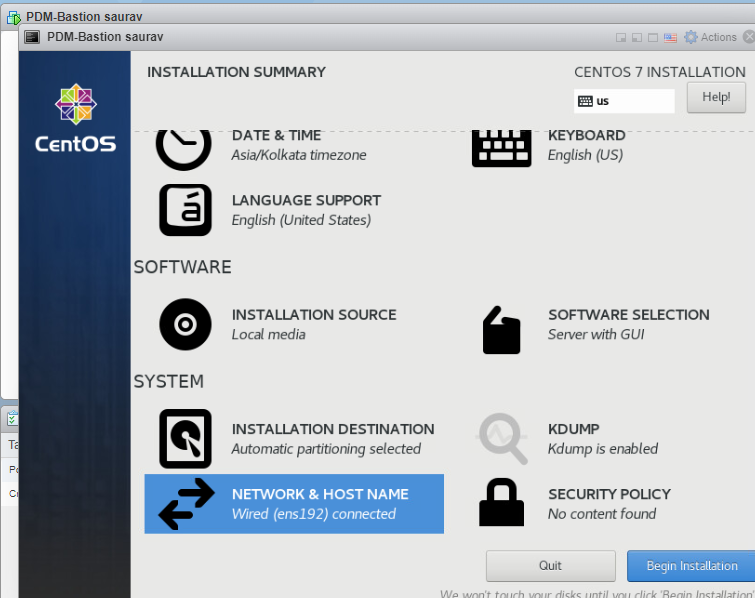 PDM-Bastion saurav
PDM-Bastion saurav
Actions
INSTALLATION SUMMARY
CENTOS 7 INSTALLATION
us
Help!
CentOS
DATE & TIME
Asia/Kolkata timezone
KEYBOARD
English (US)
LANGUAGE SUPPORT
English (United States)
SOFTWARE
INSTALLATION SOURCE
Local media
SOFTWARE SELECTION
Server with GUI
SYSTEM
INSTALLATION DESTINATION
Automatic partitioning selected
KDUMP
Kdump is enabled
NETWORK & HOST NAME
Wired (ens192) connected
SECURITY POLICY
No content found
Quit
Begin Installation
We won't touch your disks until you click 'Begin Installation